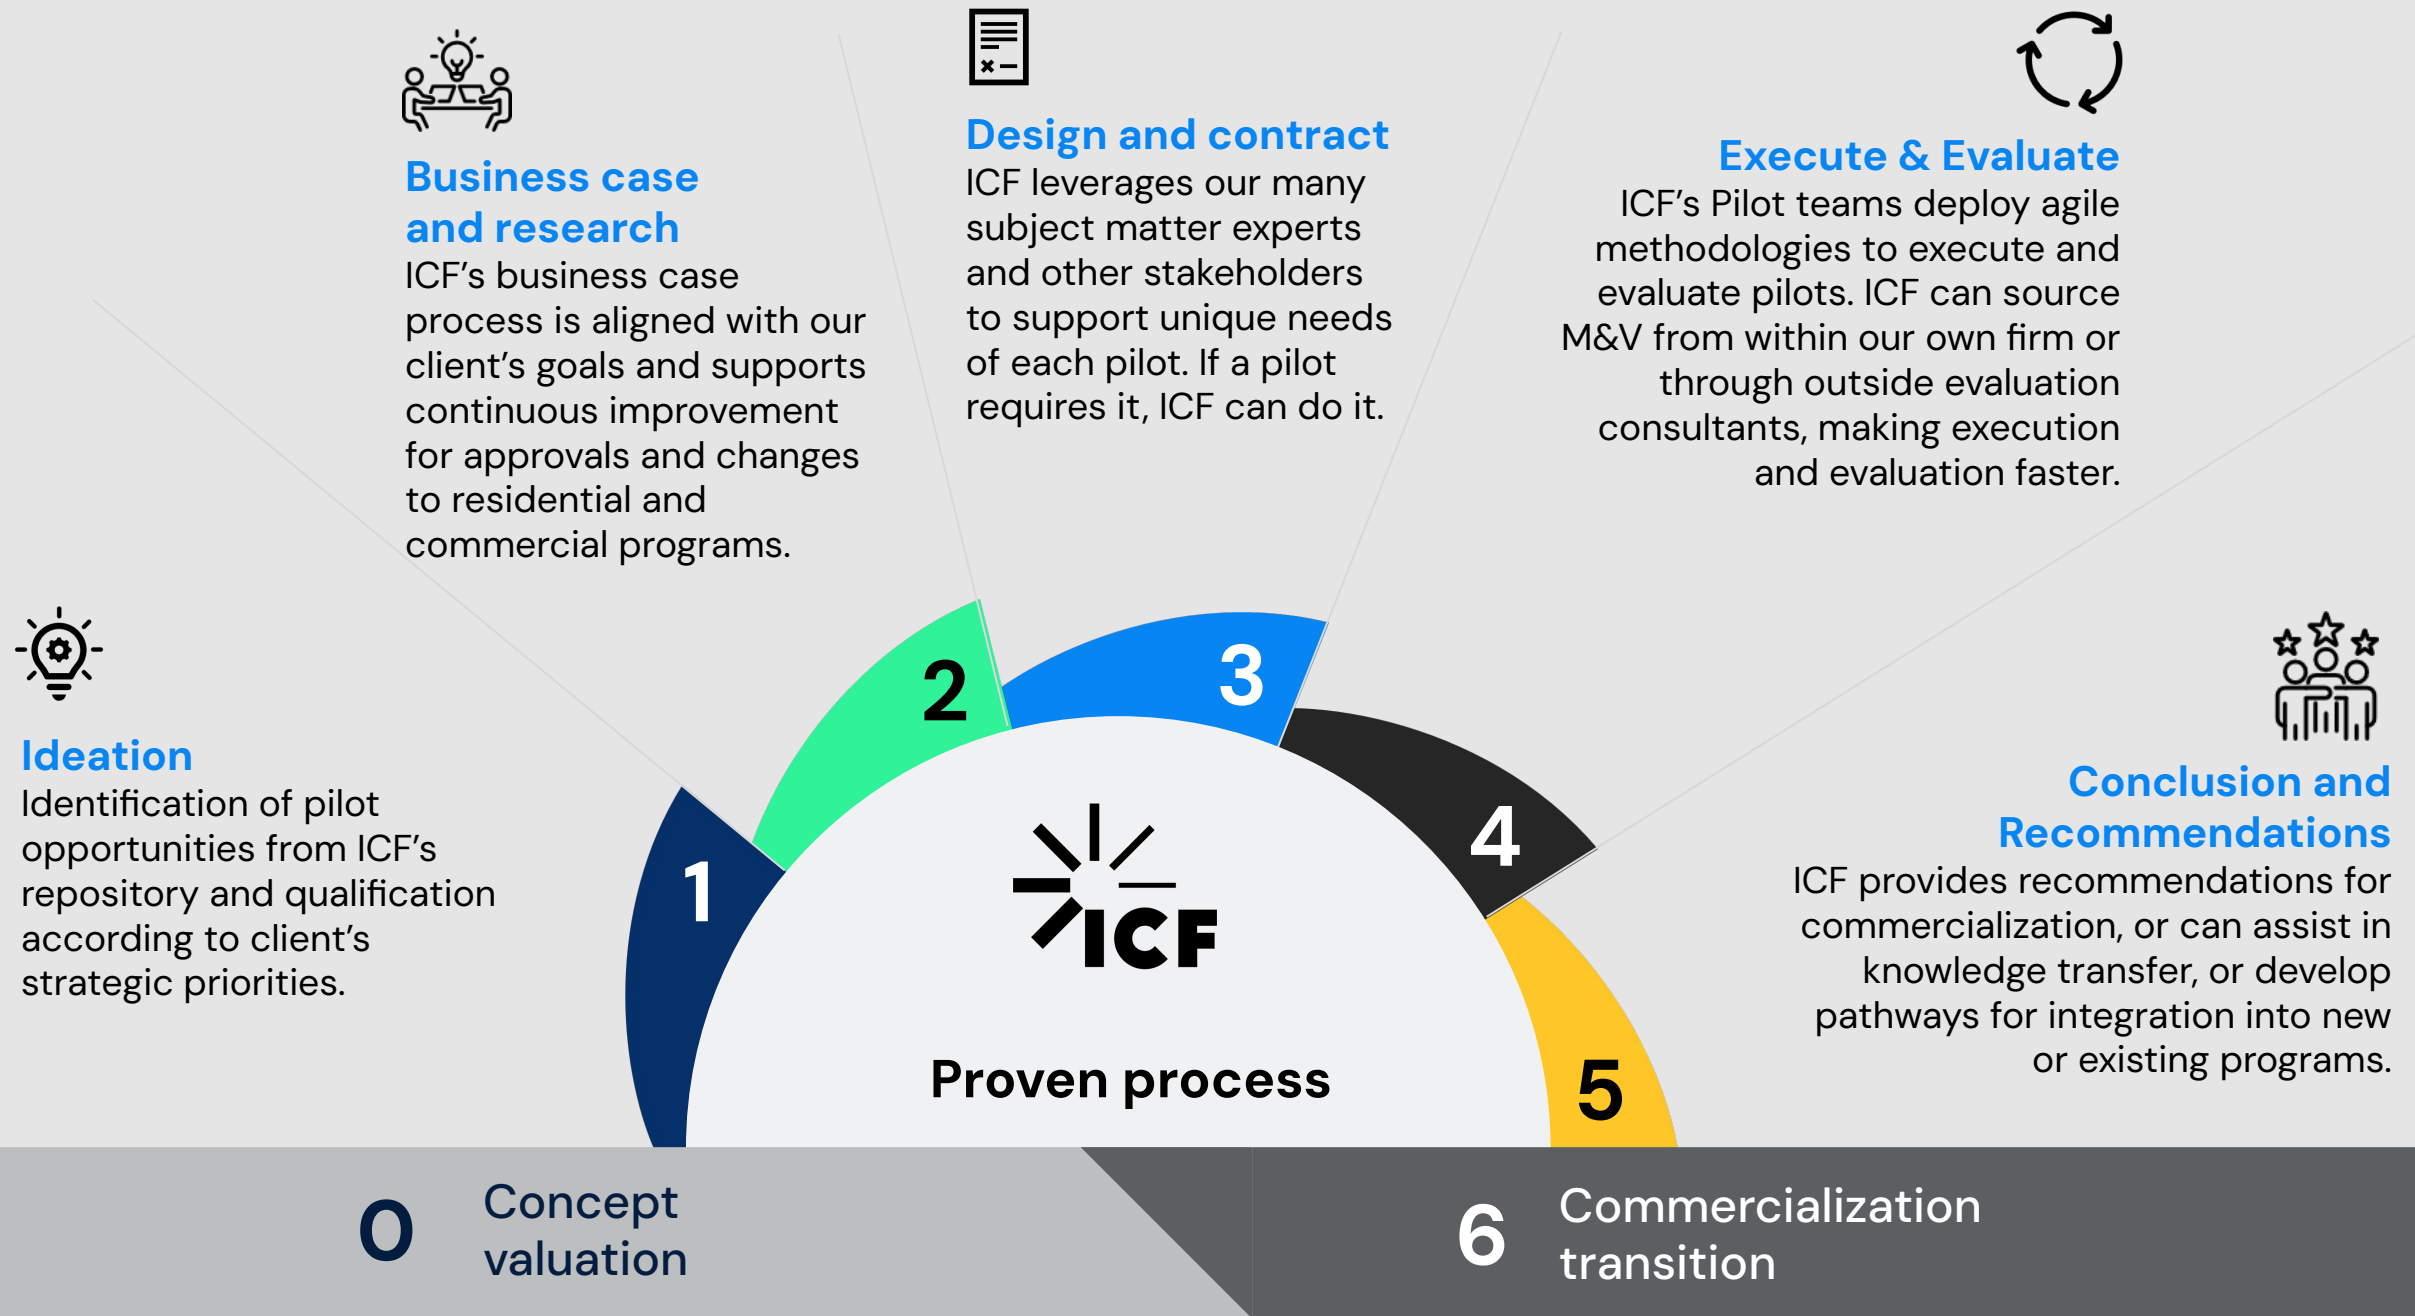 Business case
and research
ICF's business case
process is aligned with our
client's goals and supports
continuous improvement
for approvals and changes
to residential and
commercial programs.
Design and contract
ICF leverages our many
subject matter experts
and other stakeholders
to support unique needs
of each pilot. If a pilot
requires it, ICF can do it.
Execute & Evaluate
ICF's Pilot teams deploy agile
methodologies to execute and
evaluate pilots. ICF can source
M&V from within our own firm or
through outside evaluation
consultants, making execution
and evaluation faster.
Ideation
Identification of pilot
opportunities from ICF's
repository and qualification
according to client's
strategic priorities.
1
2
3
4
5
ICF
Proven process
Conclusion and
Recommendations
ICF provides recommendations for
commercialization, or can assist in
knowledge transfer, or develop
pathways for integration into new
or existing programs.
0
Concept
valuation
6
Commercialization
transition